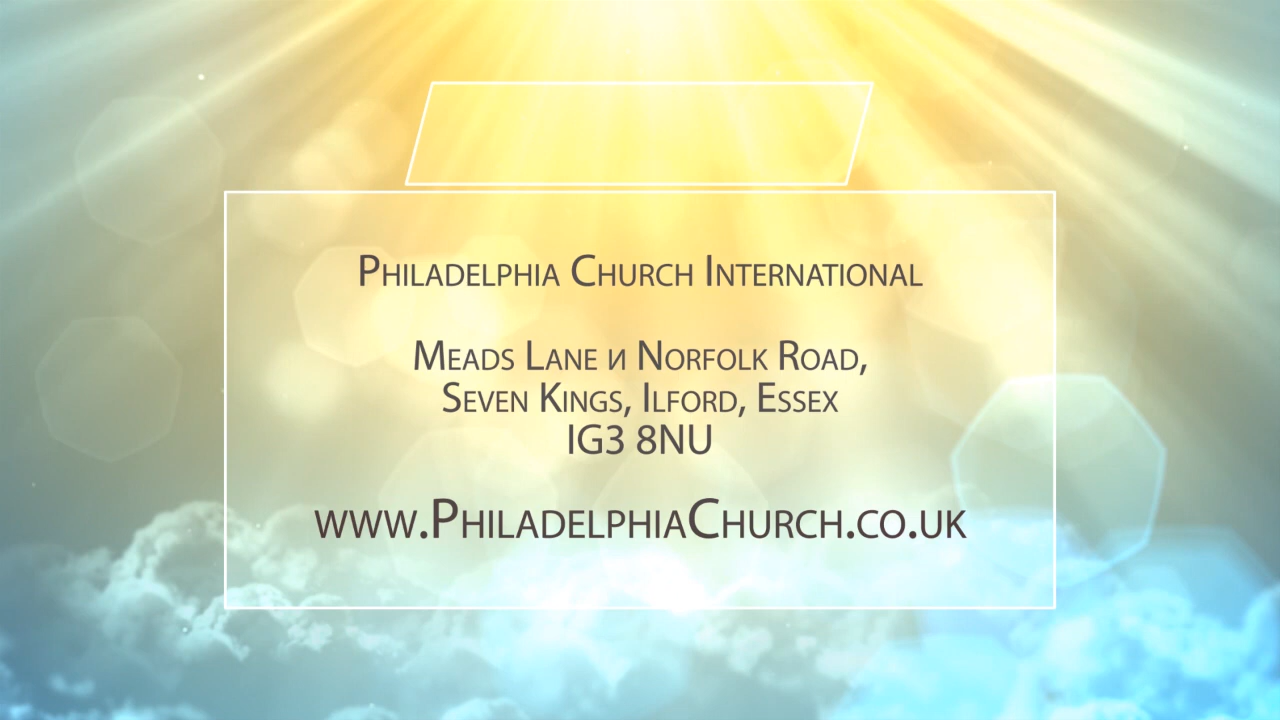 Philadelphia Church International
Meads Lane и Norfolk Road,
Seven Kings, Ilford, Essex
IG3 8NU
www.PhiladelphiaChurch.co.uk